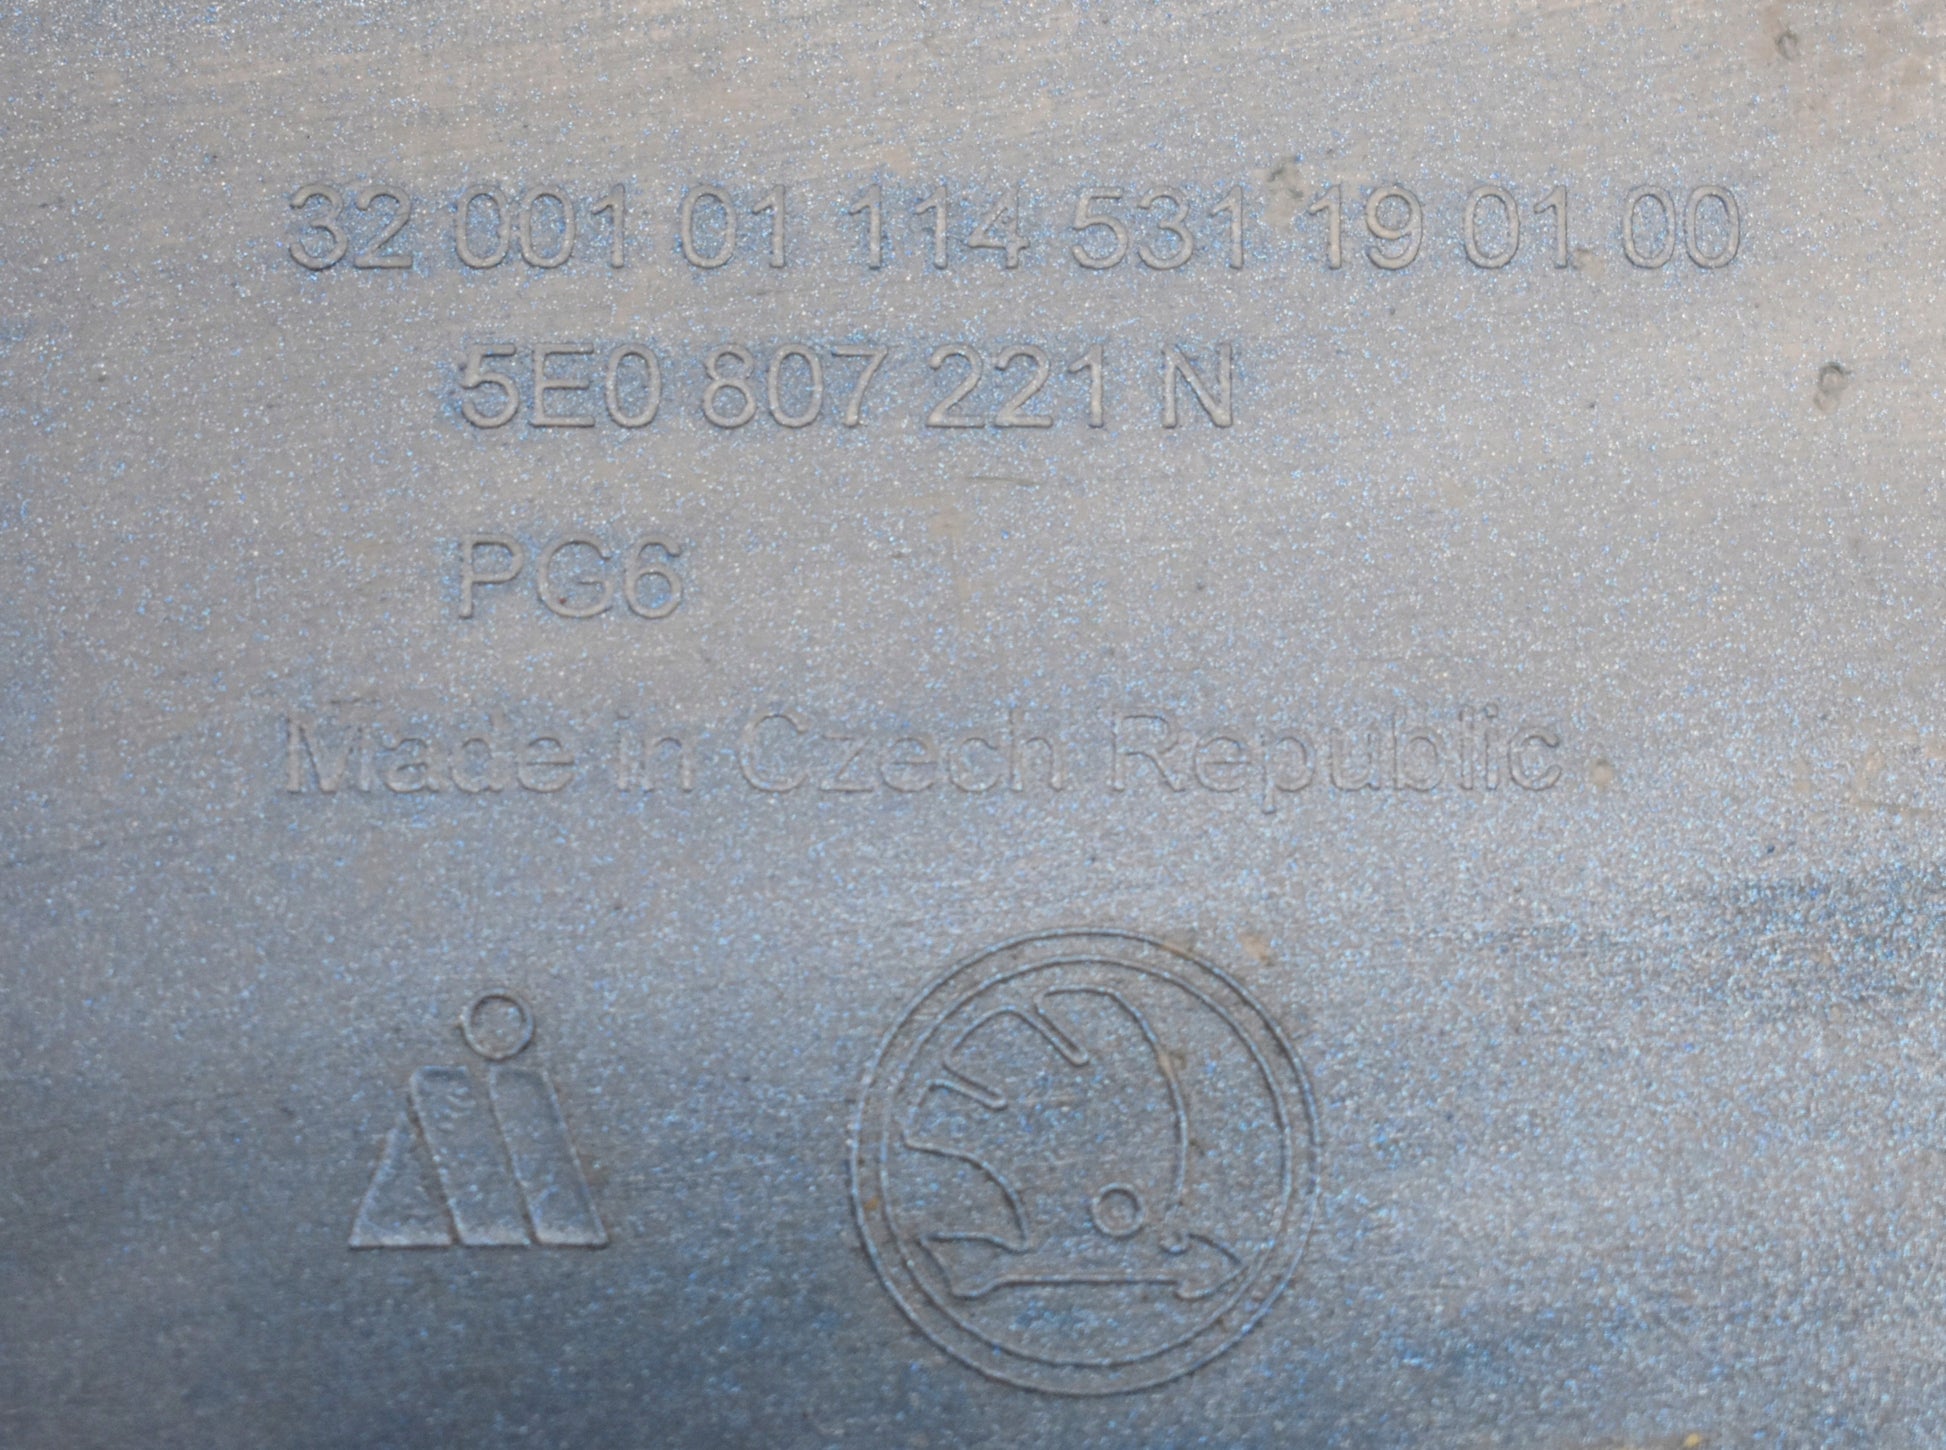 32 001 01 114 531 19 01 00
5E0 807 221 N
PG6
Made in Czech Republic